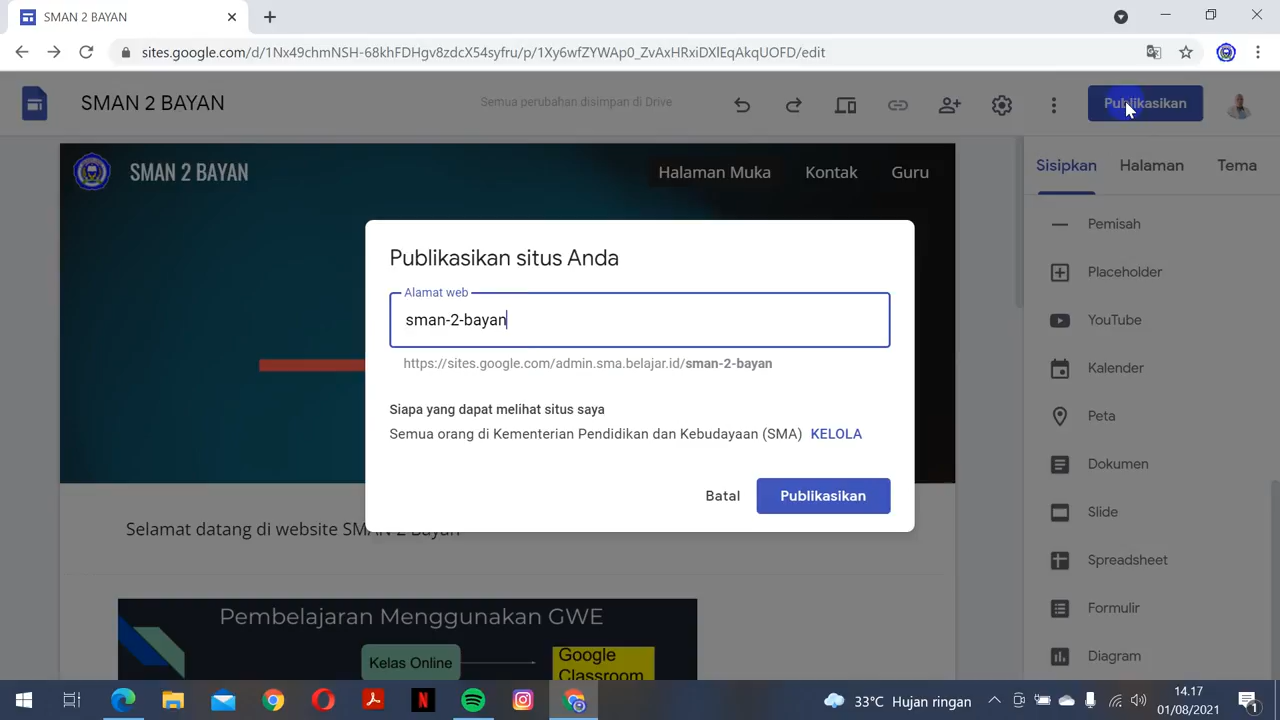 SMAN 2 BAYAN
sites.google.com/d/1Nx49chmNSH-68khFDHgv8zdcX54syfru/p/1Xy6wfZYWAp0_ZvAxHRxiDXlEqAkqUOFD/edit
SMAN 2 BAYAN
Semua perubahan disimpan di Drive
Publikasikan
SMAN 2 BAYAN
Halaman Muka
Kontak
Guru
Sisipkan
Halaman
Tema
Pemisah
Placeholder
YouTube
Kalender
Peta
Dokumen
Slide
Spreadsheet
Formulir
Diagram
Publikasikan situs Anda
Alamat web
sman-2-bayan
https://sites.google.com/admin.sma.belajar.id/sman-2-bayan
Siapa yang dapat melihat situs saya
Semua orang di Kementerian Pendidikan dan Kebudayaan (SMA) KELOLA
Batal
Publikasikan
Selamat datang di website SMAN 2 Bayan
Pembelajaran Menggunakan GWE
Kelas Online
Google
Classroom
33°C Hujan ringan
14.17
01/08/2021
1